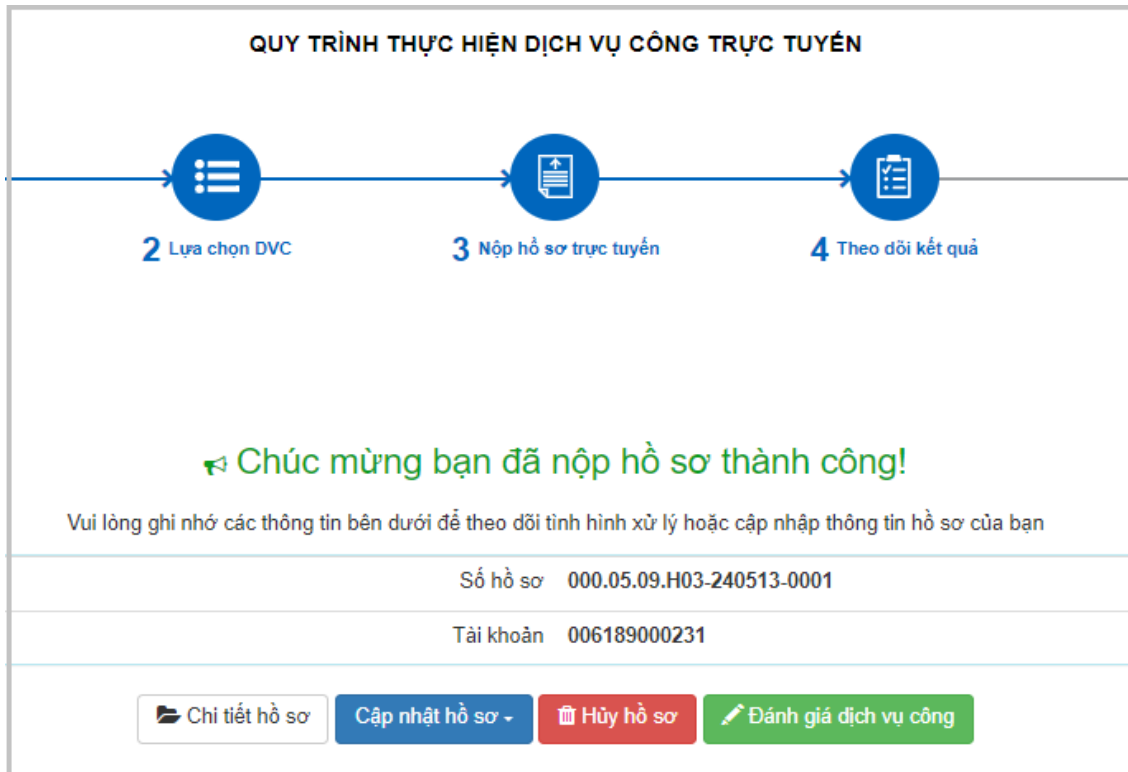 QUY TRÌNH THỰC HIỆN DỊCH VỤ CÔNG TRỰC TUYẾN
2 Lựa chọn DVC
3 Nộp hồ sơ trực tuyến
4 Theo dõi kết quả
Chúc mừng bạn đã nộp hồ sơ thành công!
Vui lòng ghi nhớ các thông tin bên dưới để theo dõi tình hình xử lý hoặc cập nhập thông tin hồ sơ của bạn
Số hồ sơ 000.05.09.H03-240513-0001
Tài khoản 006189000231
Chi tiết hồ sơ
Cập nhật hồ sơ
Hủy hồ sơ
Đánh giá dịch vụ công